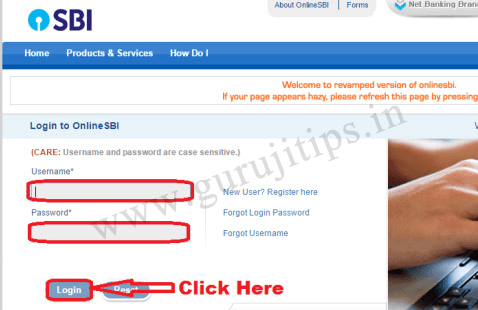 SBI
About OnlineSBI
Forms
Net Banking Bran
Home
Products & Services
How Do I
Welcome to revamped version of onlinesbi.
If your page appears hazy, please refresh this page by pressing
Login to OnlineSBI
(CARE: Username and password are case sensitive.)
Username*
New User? Register here
Password*
Forgot Login Password
Forgot Username
Login
Reset
Click Here
www.gurujitips.in